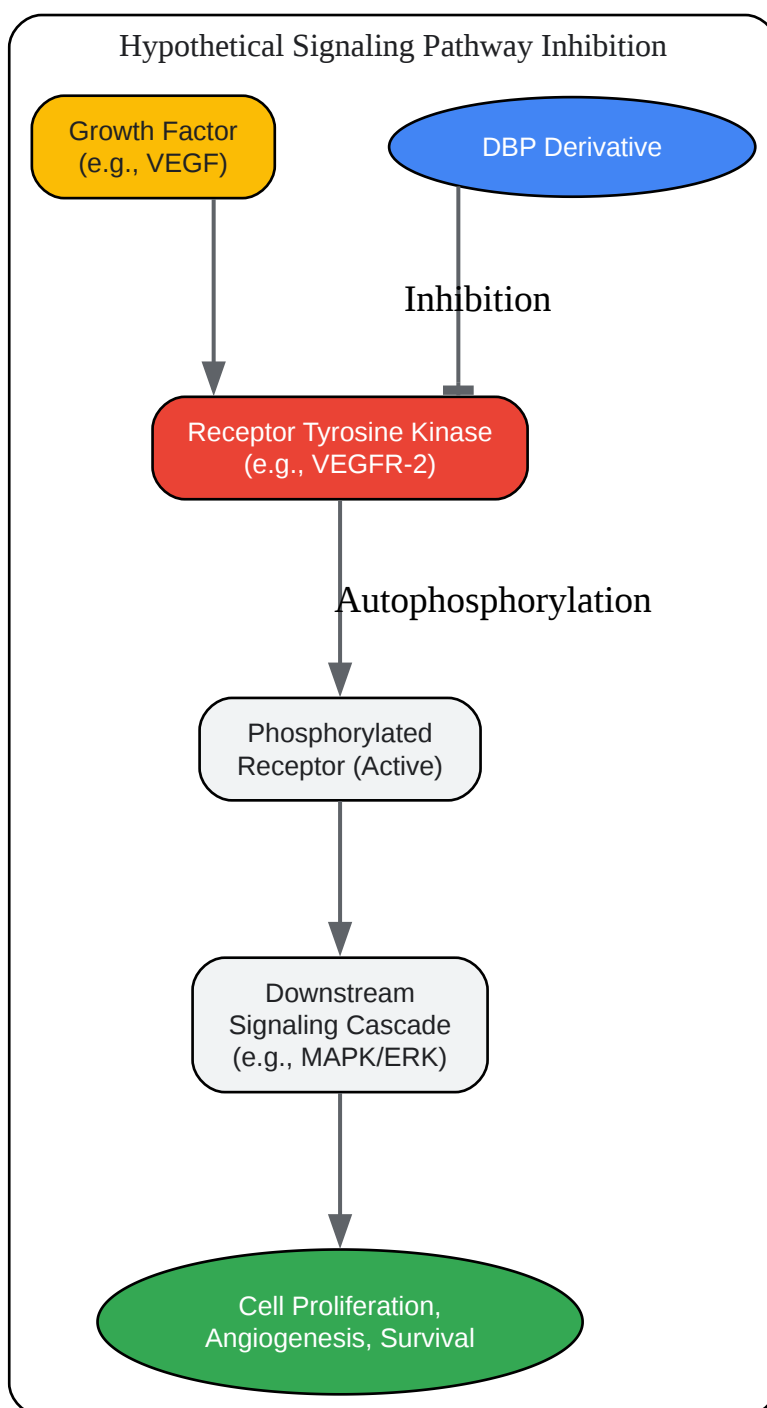 Hypothetical Signaling Pathway Inhibition
Growth Factor
(e.g., VEGF)
DBP Derivative
Inhibition
Receptor Tyrosine Kinase
(e.g., VEGFR-2)
Autophosphorylation
Phosphorylated
Receptor (Active)
Downstream
Signaling Cascade
(e.g., MAPK/ERK)
Cell Proliferation,
Angiogenesis, Survival